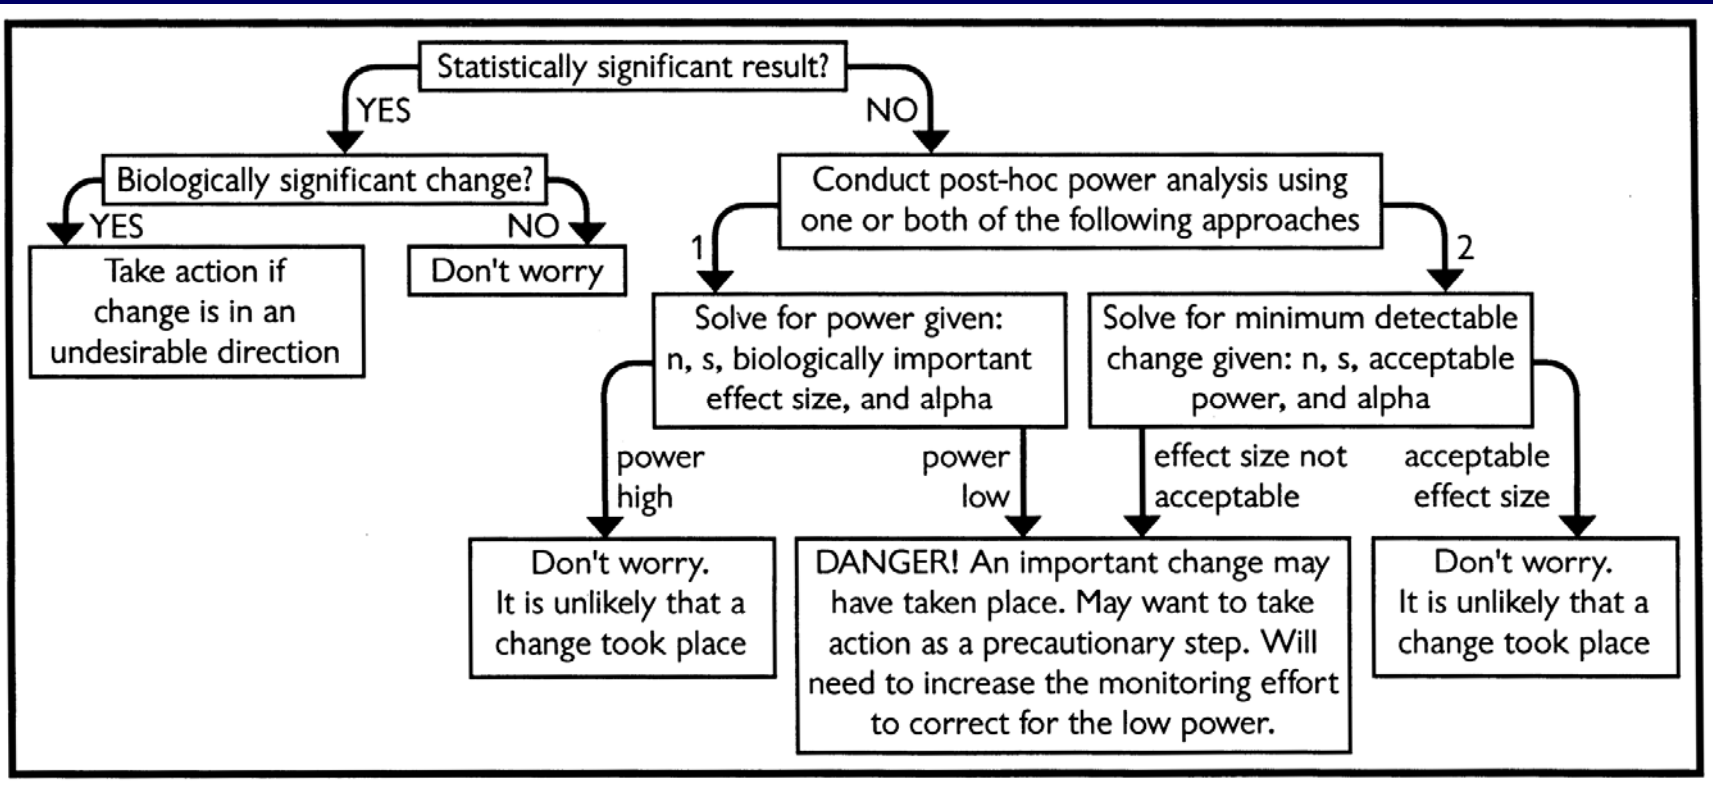 Statistically significant result?
YES
NO
Biologically significant change?
YES
NO
Take action if
change is in an
undesirable direction
Don't worry
Conduct post-hoc power analysis using
one or both of the following approaches
1
2
Solve for power given:
n, s, biologically important
effect size, and alpha
Solve for minimum detectable
change given: n, s, acceptable
power, and alpha
power
high
power
low
effect size not
acceptable
acceptable
effect size
Don't worry.
It is unlikely that a
change took place
DANGER! An important change may
have taken place. May want to take
action as a precautionary step. Will
need to increase the monitoring effort
to correct for the low power.
Don't worry.
It is unlikely that a
change took place